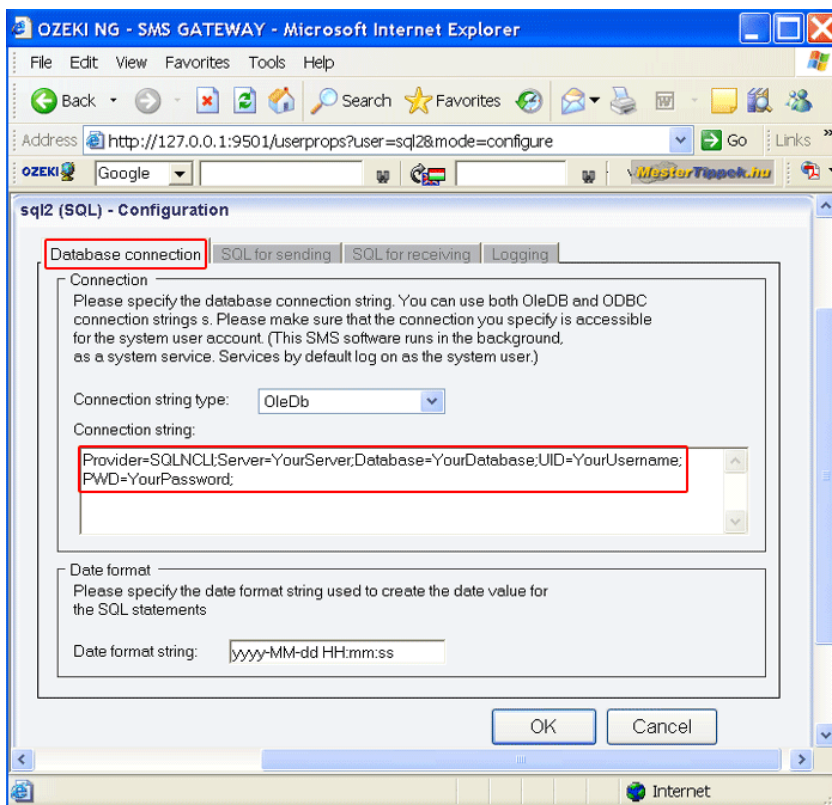 OZEKI NG - SMS GATEWAY - Microsoft Internet Explorer
File Edit View Favorites Tools Help
Back Search Favorites
Address http://127.0.0.1:9501/userprops?user=sql2&mode=configure Go Links »
OZEKI Google MesterTippek.hu
sql2 (SQL) - Configuration
Database connection SQL for sending SQL for receiving Logging
Connection
Please specify the database connection string. You can use both OleDB and ODBC
connection strings s. Please make sure that the connection you specify is accessible
for the system user account. (This SMS software runs in the background,
as a system service. Services by default log on as the system user.)
Connection string type: OleDb
Connection string:
Provider=SQLNCLI;Server=YourServer;Database=YourDatabase;UID=YourUsername;
PWD=YourPassword;
Date format
Please specify the date format string used to create the date value for
the SQL statements
Date format string: yyyy-MM-dd HH:mm:ss
OK Cancel
Internet